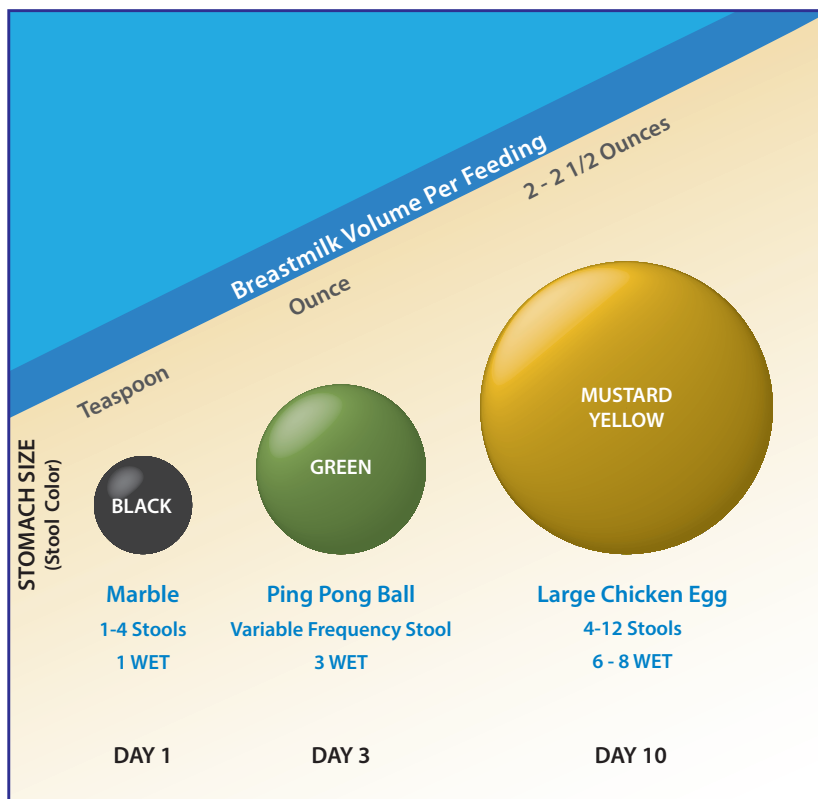 Breastmilk Volume Per Feeding
Teaspoon
Ounce
2 - 2 1/2 Ounces
STOMACH SIZE
(Stool Color)
BLACK
GREEN
MUSTARD
YELLOW
Marble
1-4 Stools
1 WET
Ping Pong Ball
Variable Frequency Stool
3 WET
Large Chicken Egg
4-12 Stools
6 - 8 WET
DAY 1
DAY 3
DAY 10